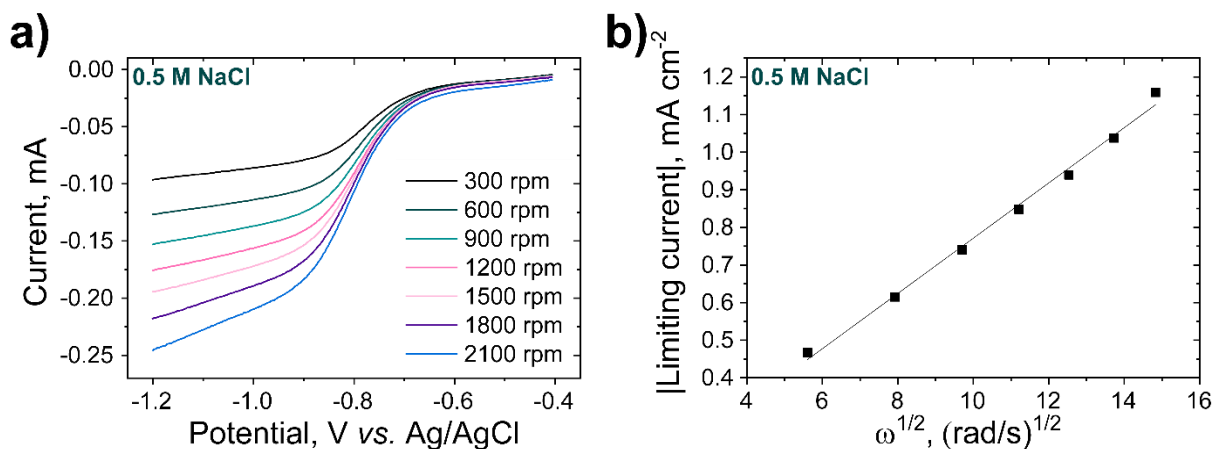 a)
0.5 M NaCl
0.00
-0.05
-0.10
-0.15
-0.20
-0.25
Current, mA
300 rpm
600 rpm
900 rpm
1200 rpm
1500 rpm
1800 rpm
2100 rpm
-1.2 -1.0 -0.8 -0.6 -0.4
Potential, V vs. Ag/AgCl
b)
0.5 M NaCl
1.2
1.1
1.0
0.9
0.8
0.7
0.6
0.5
0.4
|Limiting current|, mA cm⁻²
4 6 8 10 12 14 16
ω¹ᐟ², (rad/s)¹ᐟ²